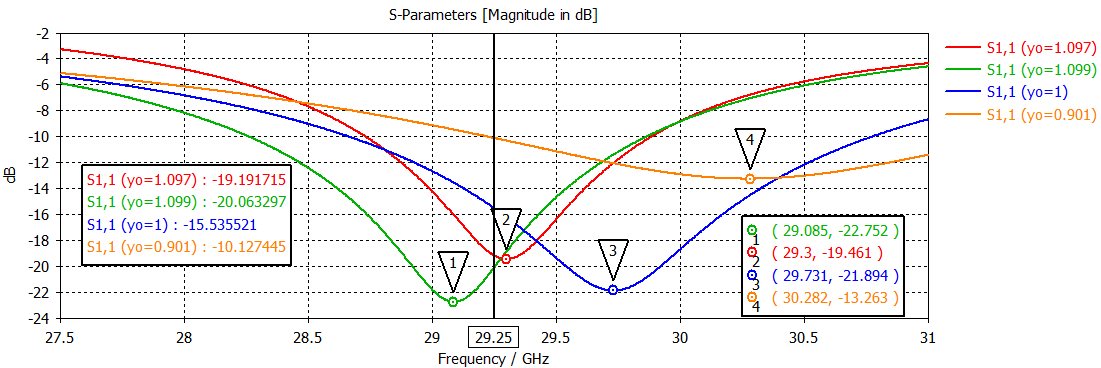 S-Parameters [Magnitude in dB]
-2
-4
-6
-8
-10
-12
-14
-16
-18
-20
-22
-24
dB
S1,1 (yo=1.097) : -19.191715
S1,1 (yo=1.099) : -20.063297
S1,1 (yo=1) : -15.535521
S1,1 (yo=0.901) : -10.127445
1
2
3
4
1 ( 29.085, -22.752 )
2 ( 29.3, -19.461 )
3 ( 29.731, -21.894 )
4 ( 30.282, -13.263 )
27.5 28 28.5 29 29.25 29.5 30 30.5 31
Frequency / GHz
S1,1 (yo=1.097)
S1,1 (yo=1.099)
S1,1 (yo=1)
S1,1 (yo=0.901)